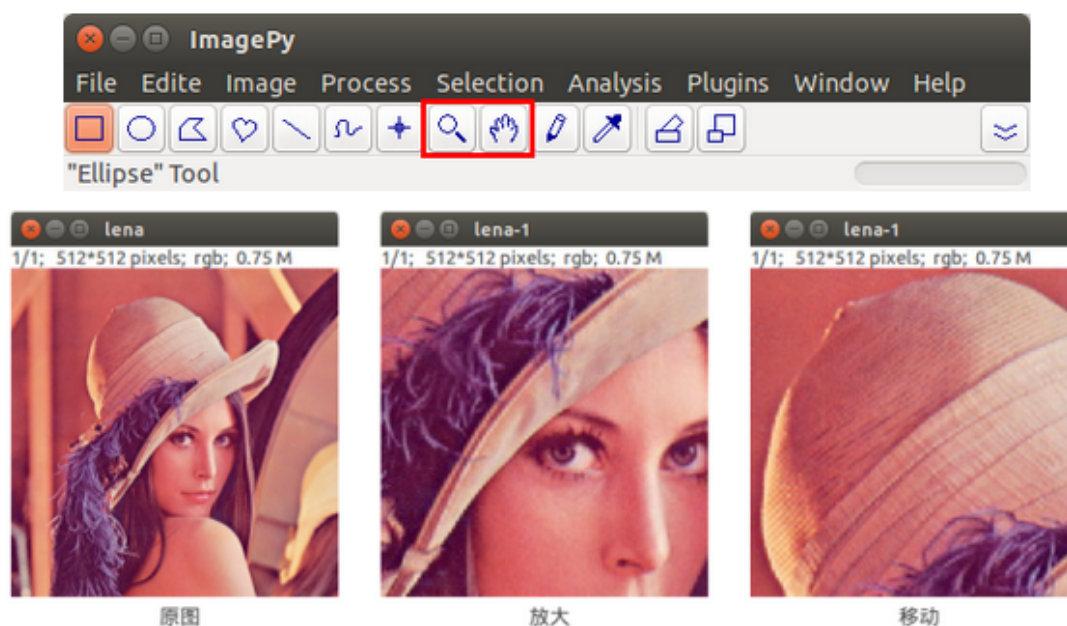 ImagePy
File Edite Image Process Selection Analysis Plugins Window Help
"Ellipse" Tool
lena
1/1; 512*512 pixels; rgb; 0.75 M
lena-1
1/1; 512*512 pixels; rgb; 0.75 M
lena-1
1/1; 512*512 pixels; rgb; 0.75 M
原图
放大
移动